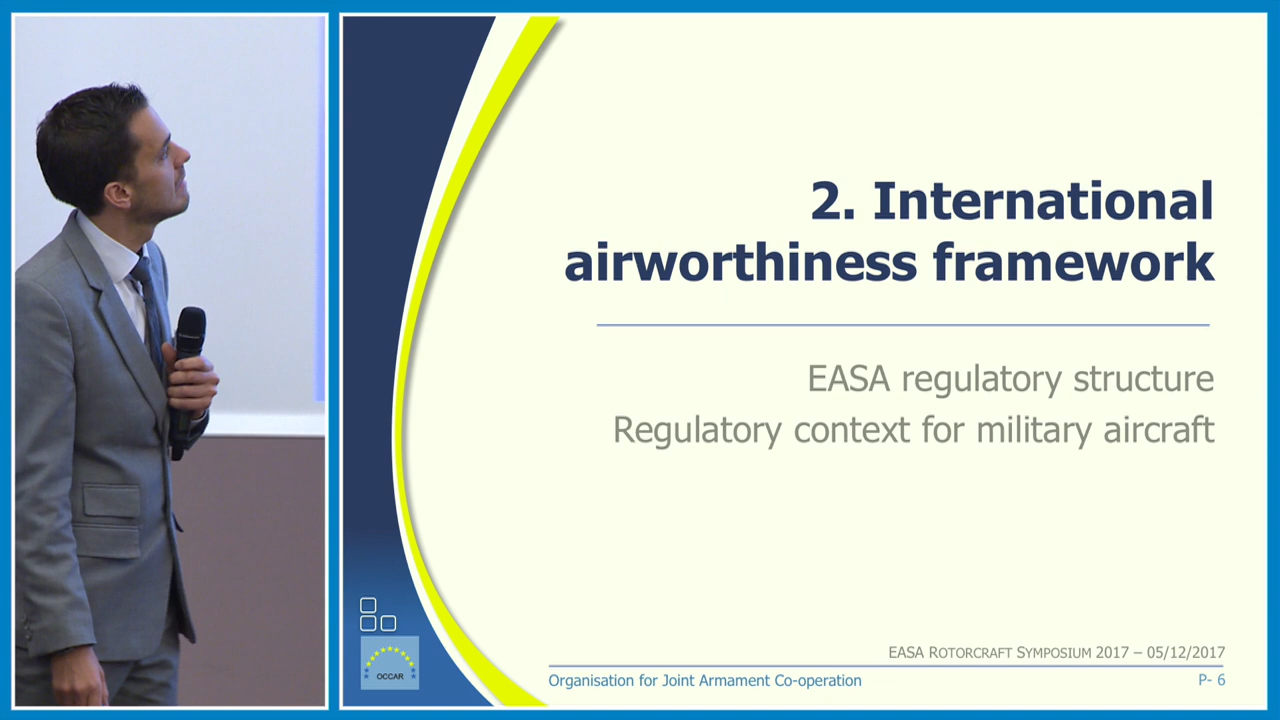 2. International
airworthiness framework
EASA regulatory structure
Regulatory context for military aircraft
EASA ROTORCRAFT SYMPOSIUM 2017 – 05/12/2017
OCCAR
Organisation for Joint Armament Co-operation
P- 6